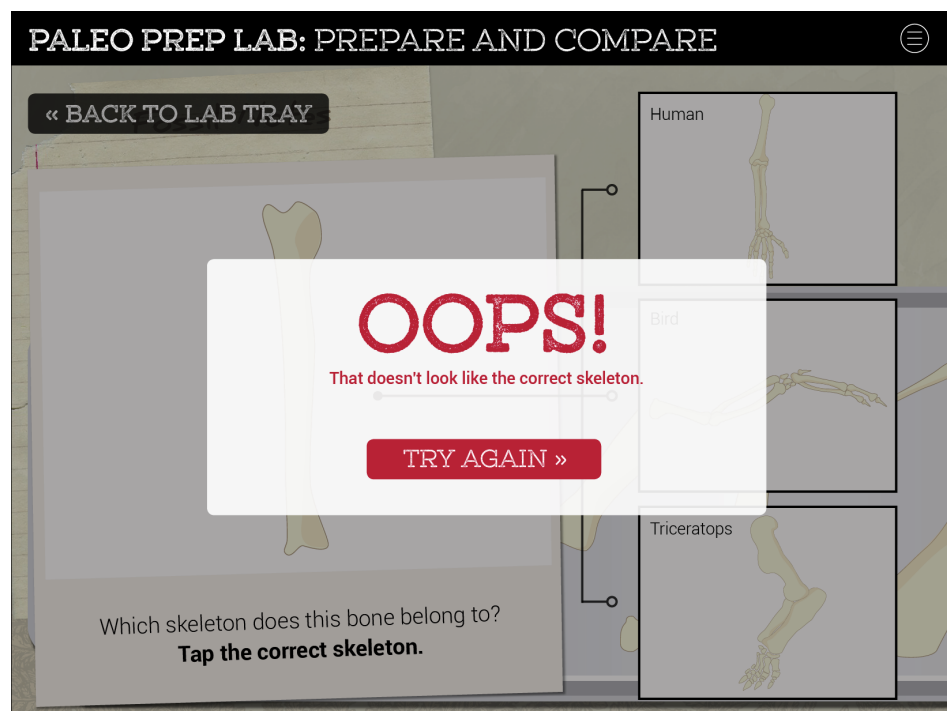 PALEO PREP LAB: PREPARE AND COMPARE
« BACK TO LAB TRAY
Human
OOPS!
Bird
That doesn't look like the correct skeleton.
TRY AGAIN »
Triceratops
Which skeleton does this bone belong to?
Tap the correct skeleton.